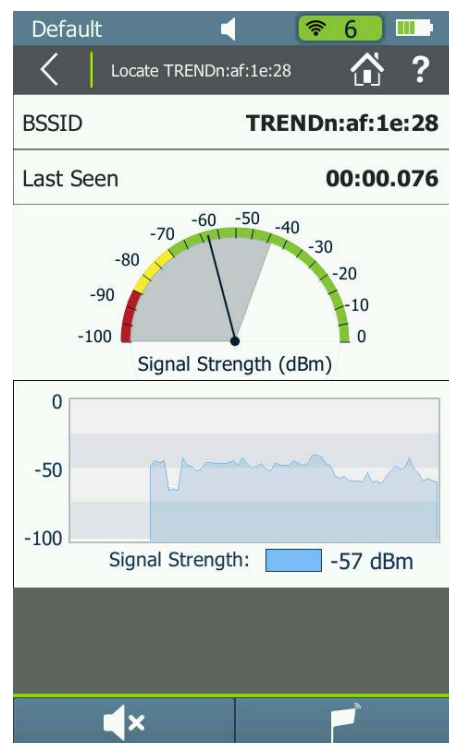 Default 6
Locate TRENDn:af:1e:28 ?
BSSID TRENDn:af:1e:28
Last Seen 00:00.076
-100
-90
-80
-70
-60
-50
-40
-30
-20
-10
0
Signal Strength (dBm)
0
-50
-100
Signal Strength: -57 dBm